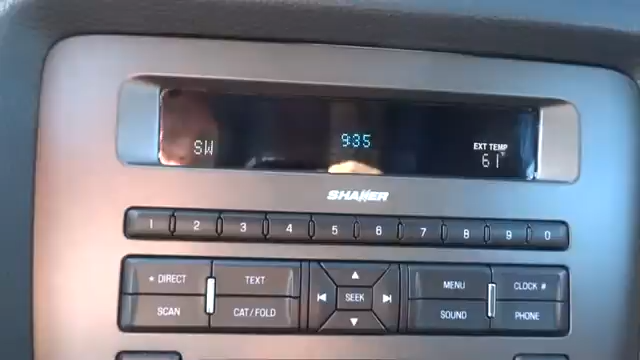 SW 9:35 EXT TEMP
61°
SHAKER
1 2 3 4 5 6 7 8 9 0
* DIRECT TEXT MENU CLOCK #
SEEK
SCAN CAT/FOLD SOUND PHONE